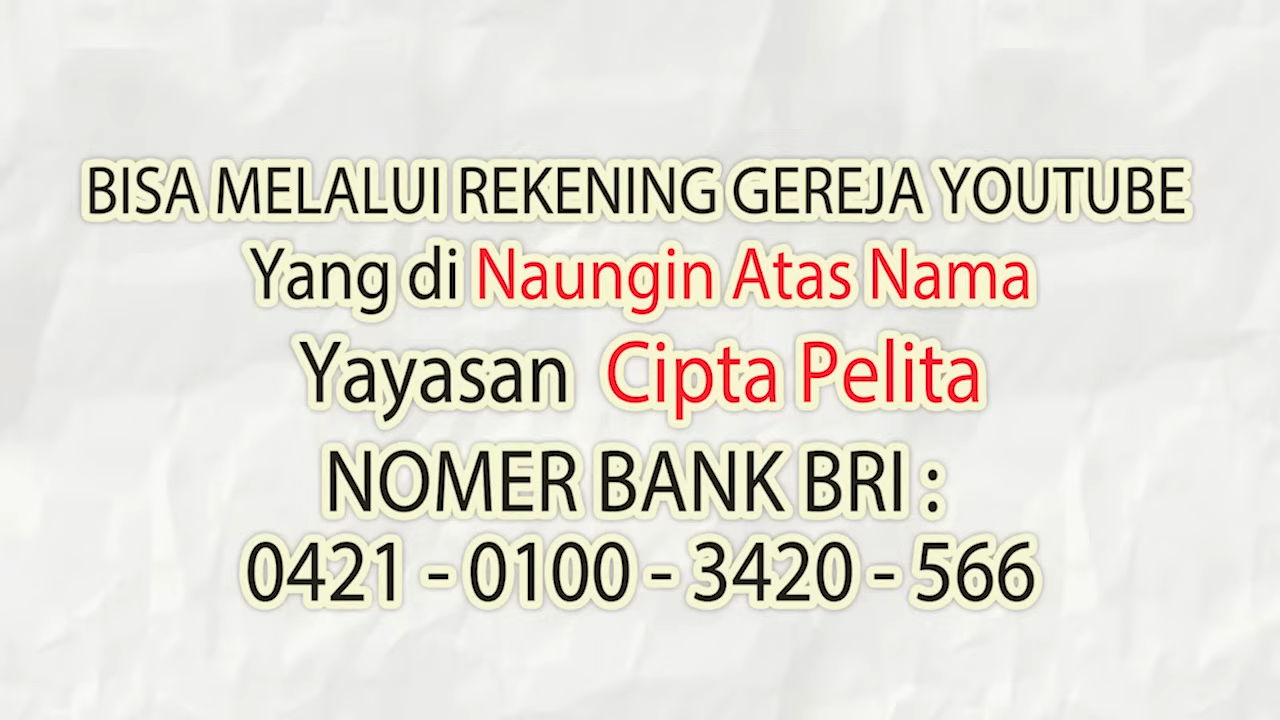 BISA MELALUI REKENING GEREJA YOUTUBE
Yang di Naungin Atas Nama
Yayasan Cipta Pelita
NOMER BANK BRI :
0421 - 0100 - 3420 - 566